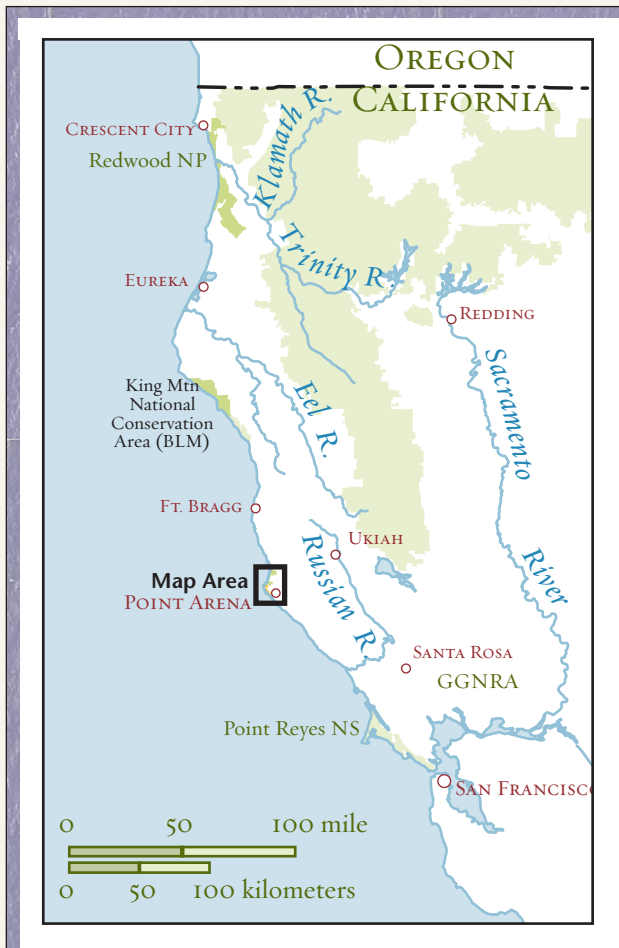 OREGON
CALIFORNIA
CRESCENT CITY
Redwood NP
Klamath R.
Trinity R.
EUREKA
REDDING
King Mtn
National
Conservation
Area (BLM)
Eel R.
Sacramento
River
FT. BRAGG
UKIAH
Russian R.
Map Area
POINT ARENA
SANTA ROSA
GGNRA
Point Reyes NS
SAN FRANCISC
0 50 100 mile
0 50 100 kilometers